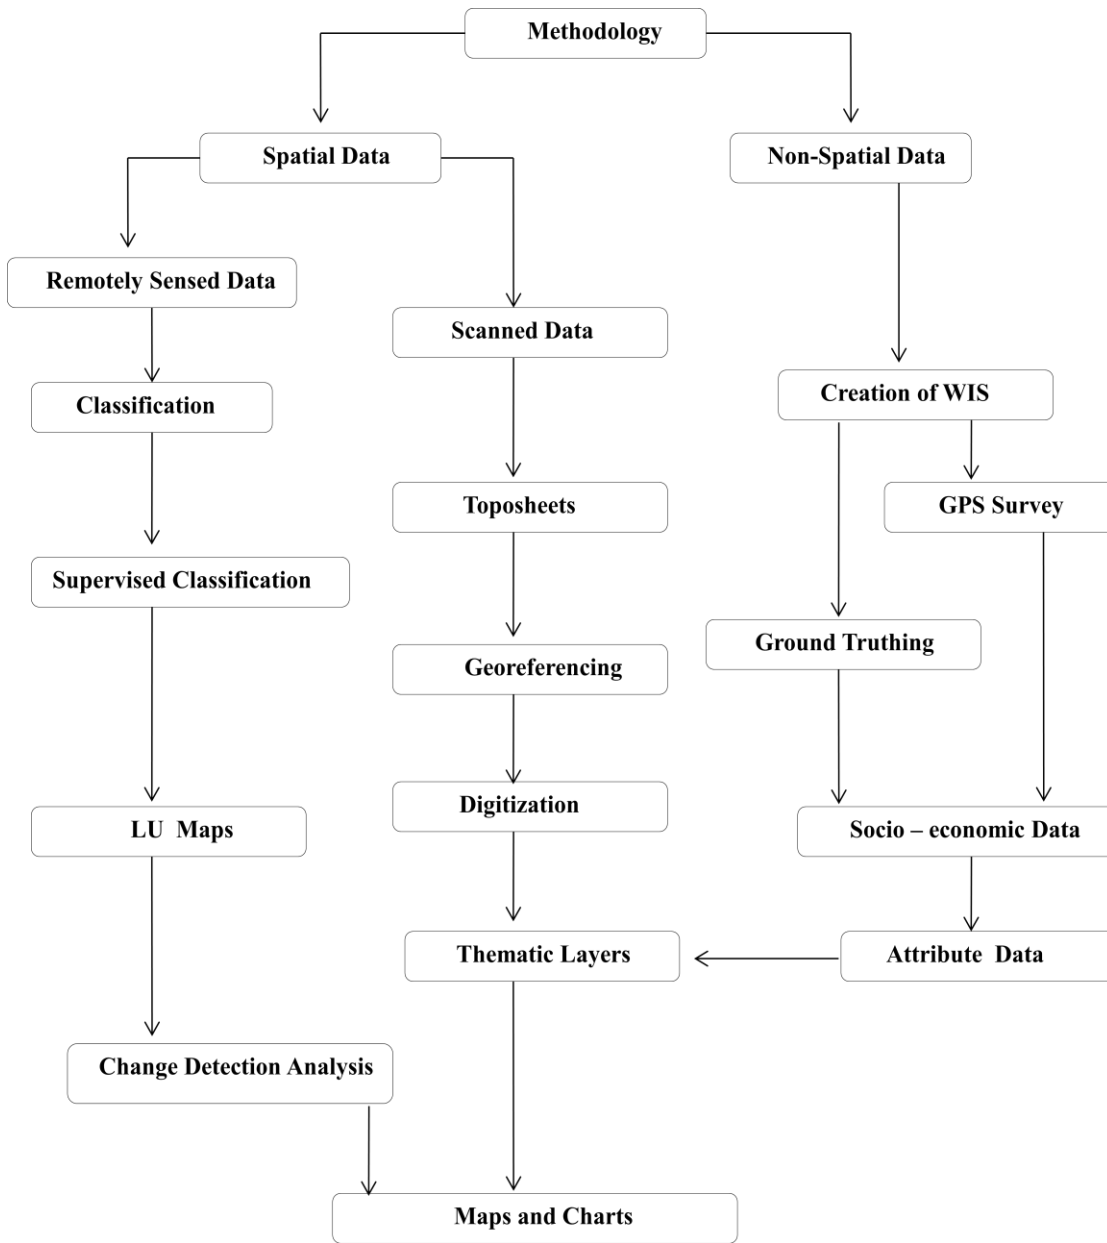 Methodology
Spatial Data
Non-Spatial Data
Remotely Sensed Data
Scanned Data
Classification
Creation of WIS
Toposheets
GPS Survey
Supervised Classification
Ground Truthing
Georeferencing
Digitization
LU Maps
Socio – economic Data
Thematic Layers
Attribute Data
Change Detection Analysis
Maps and Charts